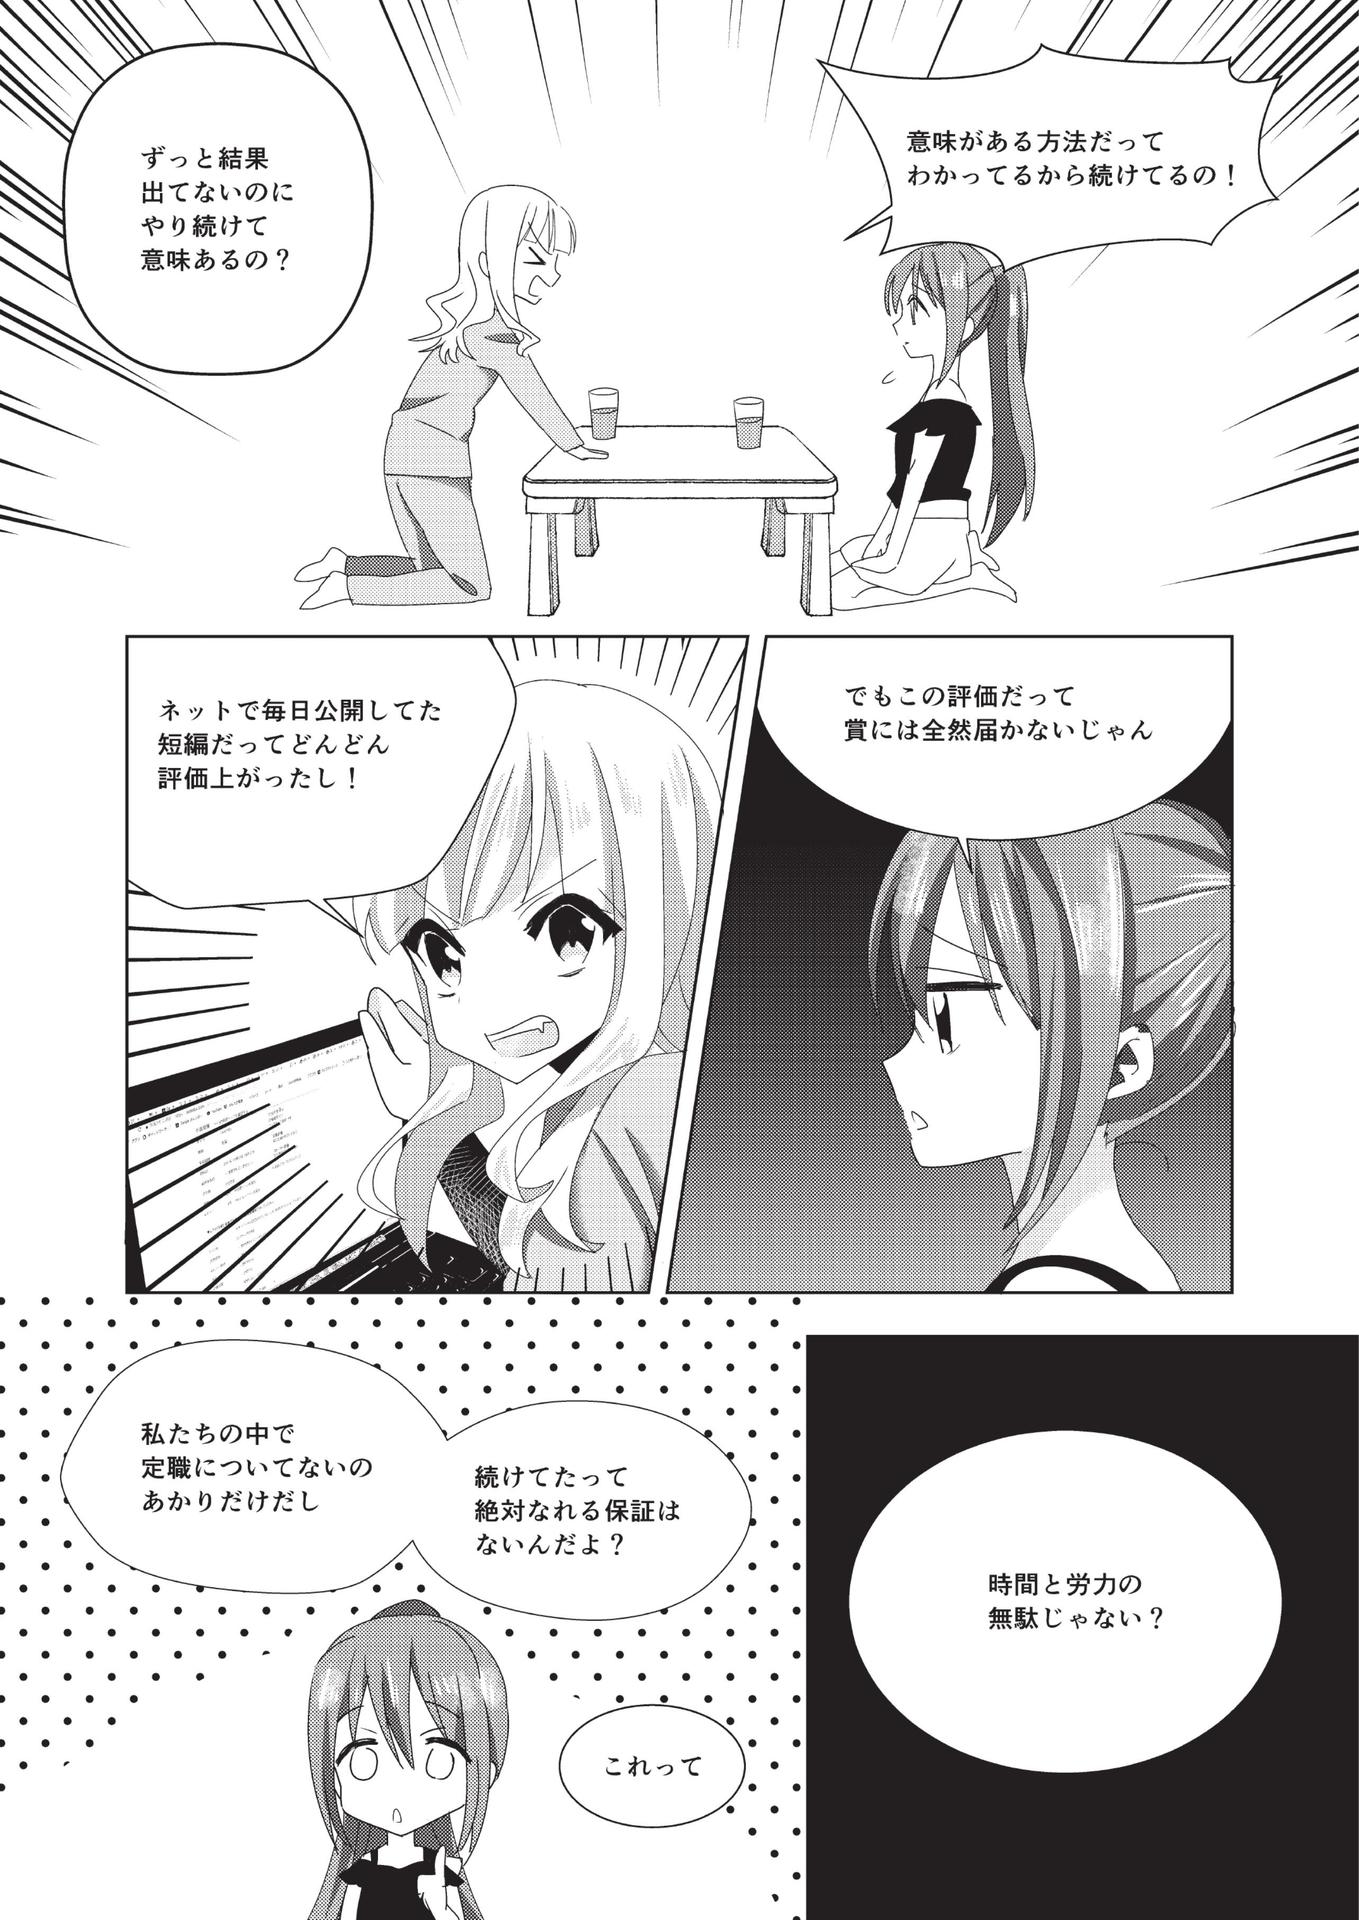 ずっと結果
出てないのに
やり続けて
意味あるの？
意味がある方法だって
わかってるから続けてるの！
ネットで毎日公開してた
短編だってどんどん
評価上がったし！
でもこの評価だって
賞には全然届かないじゃん
私たちの中で
定職についてないの
あかりだけだし
続けてたって
絶対なれる保証は
ないんだよ？
これって
時間と労力の
無駄じゃない？